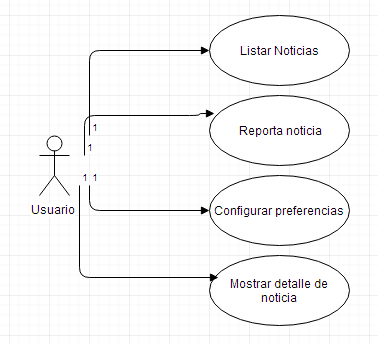 Listar Noticias
1
Reporta noticia
1
1 1
Usuario
Configurar preferencias
Mostrar detalle de
noticia